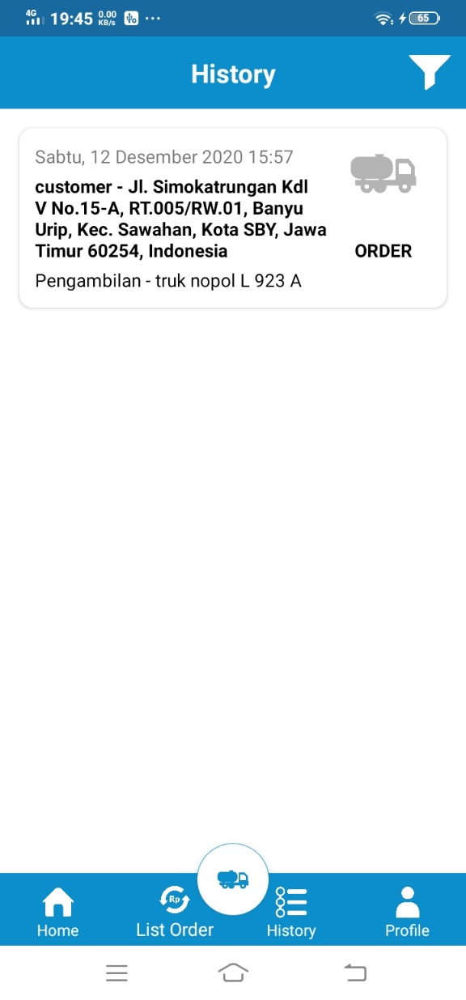 4G 19:45 0.00 KB/s ... 65
History
Sabtu, 12 Desember 2020 15:57
customer - Jl. Simokatrungan Kdl
V No.15-A, RT.005/RW.01, Banyu
Urip, Kec. Sawahan, Kota SBY, Jawa
Timur 60254, Indonesia
ORDER
Pengambilan - truk nopol L 923 A
Rp
Home
List Order
History
Profile